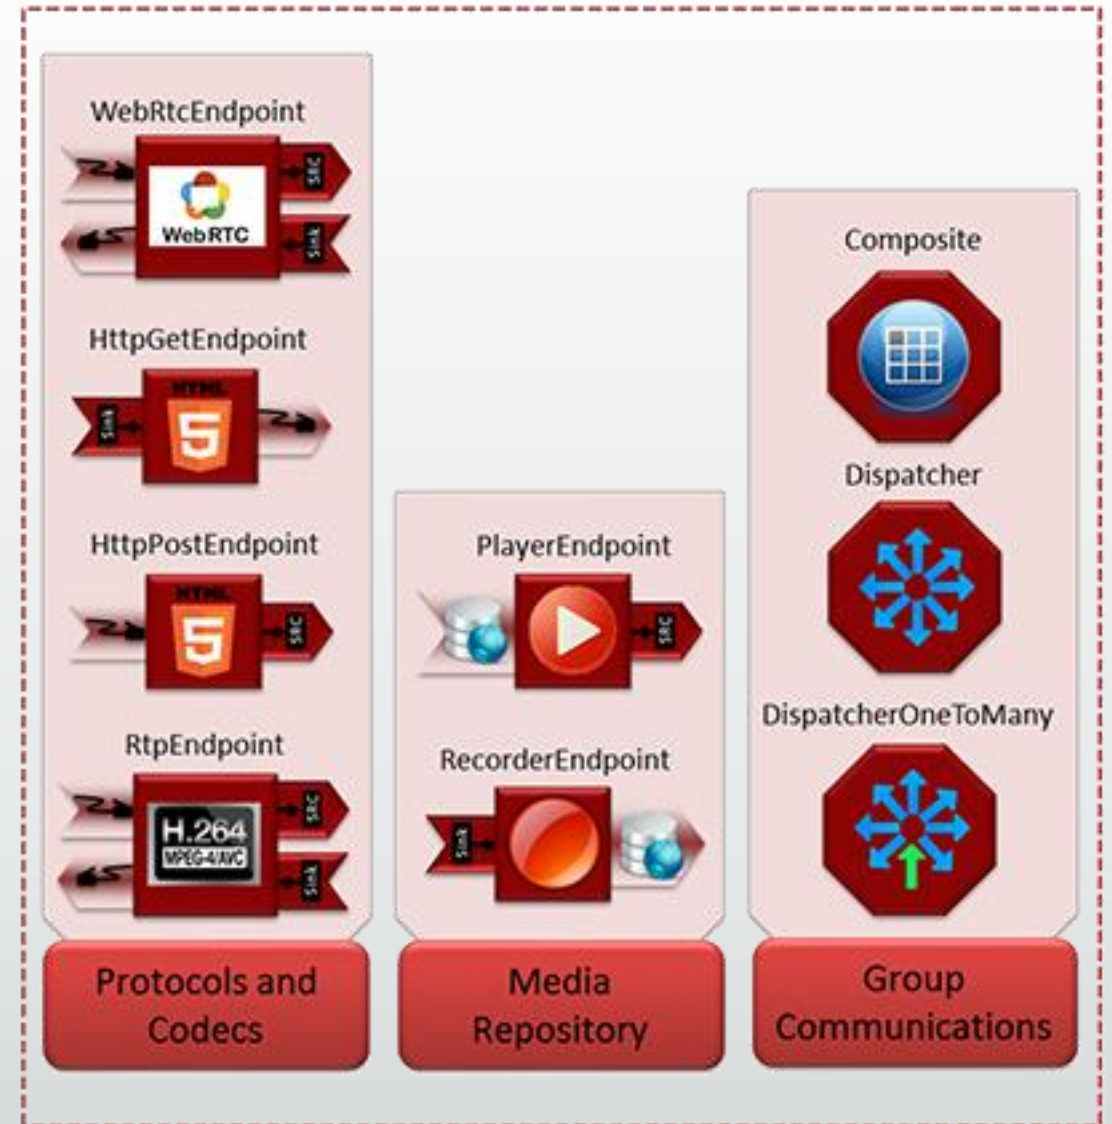 WebRtcEndpoint
SRC
WebRTC
Sink
HttpGetEndpoint
HTML
Sink
5
HttpPostEndpoint
HTML
5
SRC
RtpEndpoint
SRC
H.264
MPEG-4/AVC
Sink
Protocols and
Codecs
PlayerEndpoint
SRC
RecorderEndpoint
Sink
Media
Repository
Composite
Dispatcher
DispatcherOneToMany
Group
Communications